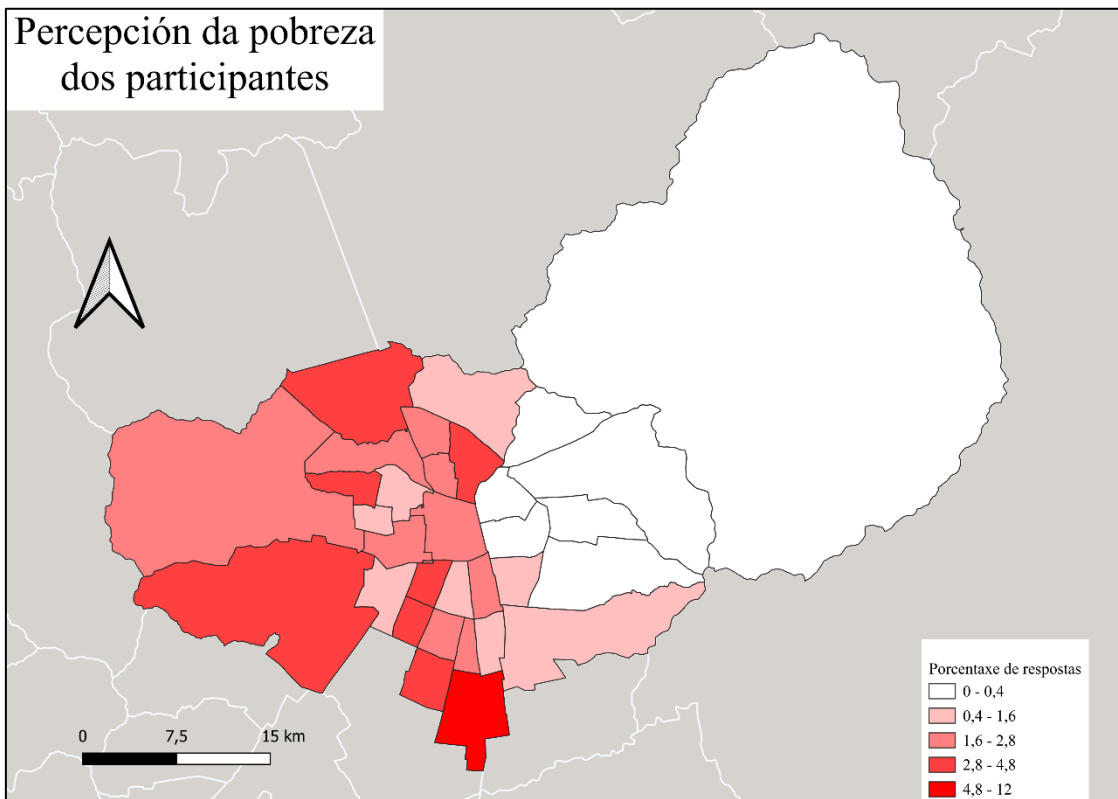 Percepción da pobreza
dos participantes
0 7,5 15 km
Porcentaxe de respostas
0 - 0,4
0,4 - 1,6
1,6 - 2,8
2,8 - 4,8
4,8 - 12